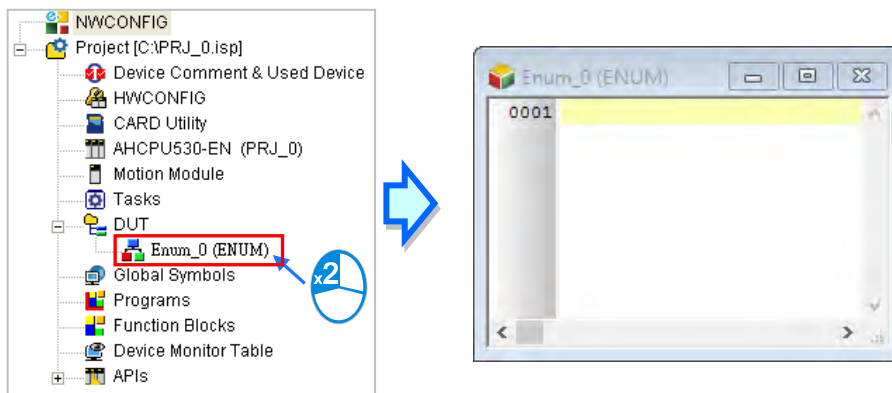 NWCONFIG
Project [C:\PRJ_0.isp]
Device Comment & Used Device
HWCONFIG
CARD Utility
AHCPU530-EN (PRJ_0)
Motion Module
Tasks
DUT
Enum_0 (ENUM)
Global Symbols
Programs
Function Blocks
Device Monitor Table
APIs
x2
Enum_0 (ENUM)
0001